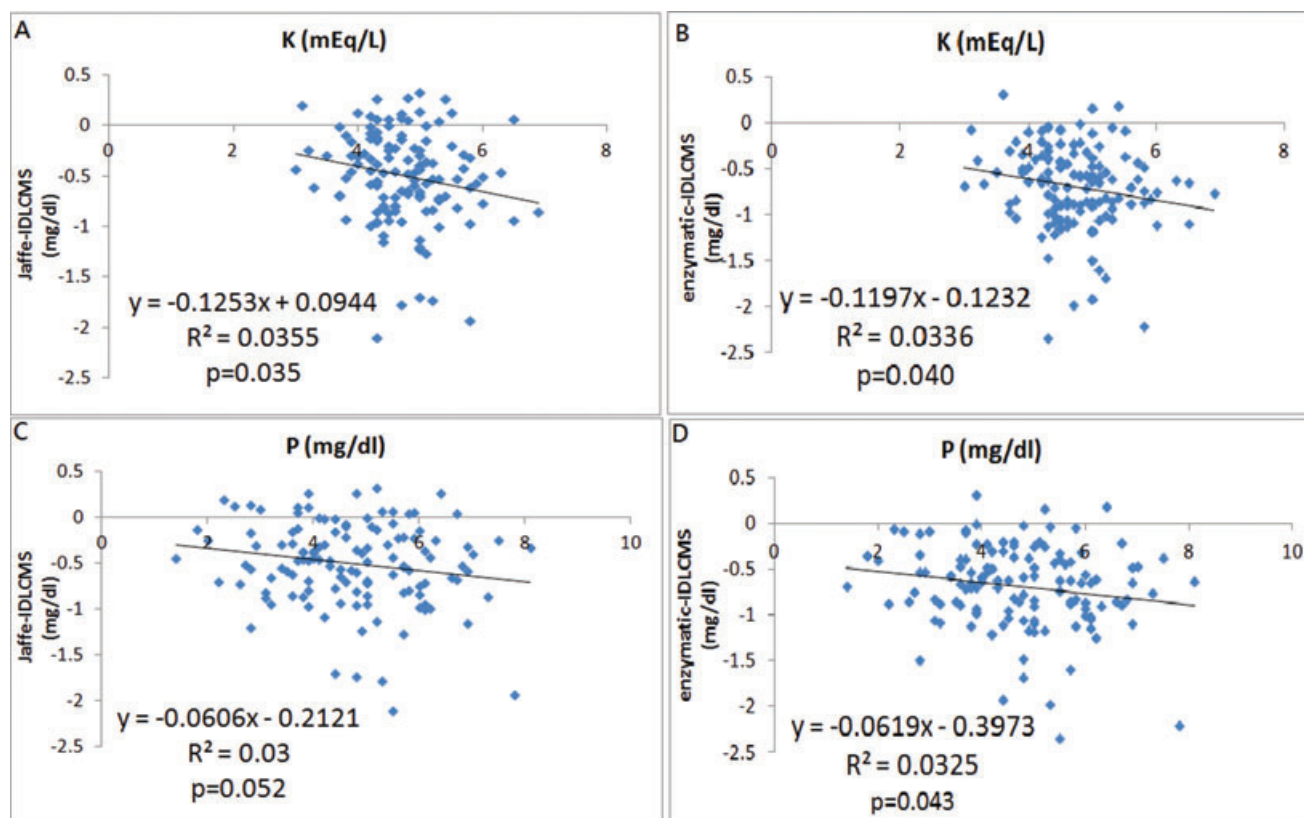 A
K (mEq/L)
0.5
0
-0.5
-1
-1.5
-2
-2.5
0
2
4
6
8
Jaffe-IDLCMS
(mg/dl)
y = -0.1253x + 0.0944
R² = 0.0355
p=0.035
B
K (mEq/L)
0.5
0
-0.5
-1
-1.5
-2
-2.5
0
2
4
6
8
enzymatic-IDLCMS
(mg/dl)
y = -0.1197x - 0.1232
R² = 0.0336
p=0.040
C
P (mg/dl)
0.5
0
-0.5
-1
-1.5
-2
-2.5
0
2
4
6
8
10
Jaffe-IDLCMS
(mg/dl)
y = -0.0606x - 0.2121
R² = 0.03
p=0.052
D
P (mg/dl)
0.5
0
-0.5
-1
-1.5
-2
-2.5
0
2
4
6
8
10
enzymatic-IDLCMS
(mg/dl)
y = -0.0619x - 0.3973
R² = 0.0325
p=0.043